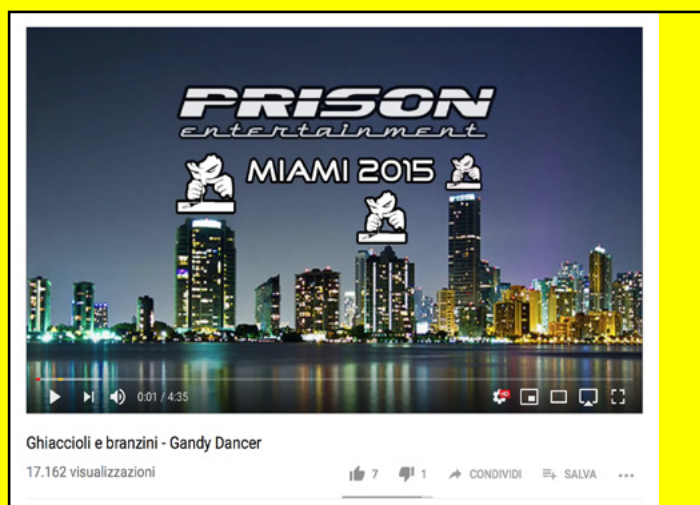 PRISON
entertainment
MIAMI 2015
0:01 / 4:35
HD
Ghiaccioli e branzini - Gandy Dancer
17.162 visualizzazioni
7 1 CONDIVIDI SALVA